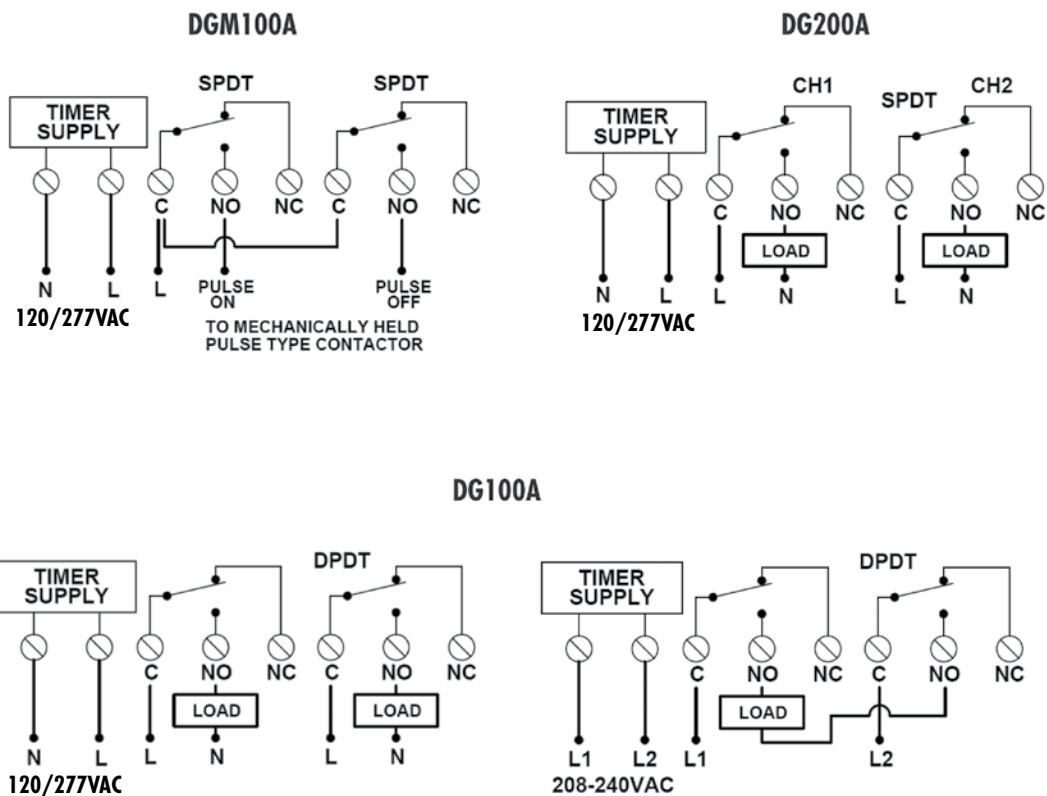 DGM100A
SPDT SPDT
TIMER
SUPPLY
C NO NC C NO NC
N L L PULSE
ON PULSE
OFF
120/277VAC
TO MECHANICALLY HELD
PULSE TYPE CONTACTOR
DG200A
CH1 SPDT CH2
TIMER
SUPPLY
C NO NC C NO NC
LOAD LOAD
N L L N L N
120/277VAC
DG100A
DPDT
TIMER
SUPPLY
C NO NC C NO NC
LOAD LOAD
N L L N L N
120/277VAC
DPDT
TIMER
SUPPLY
C NO NC C NO NC
LOAD
L1 L2 L1 L2
208-240VAC